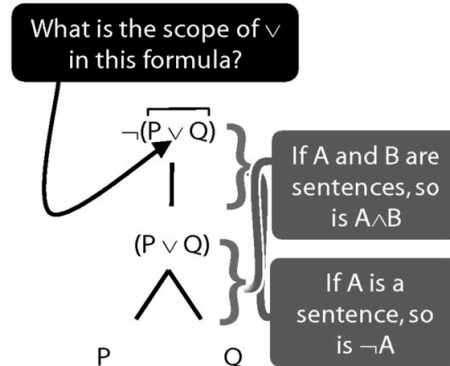 What is the scope of ∨
in this formula?
¬(P ∨ Q)
If A and B are
sentences, so
is A∧B
(P ∨ Q)
If A is a
sentence, so
is ¬A
P Q